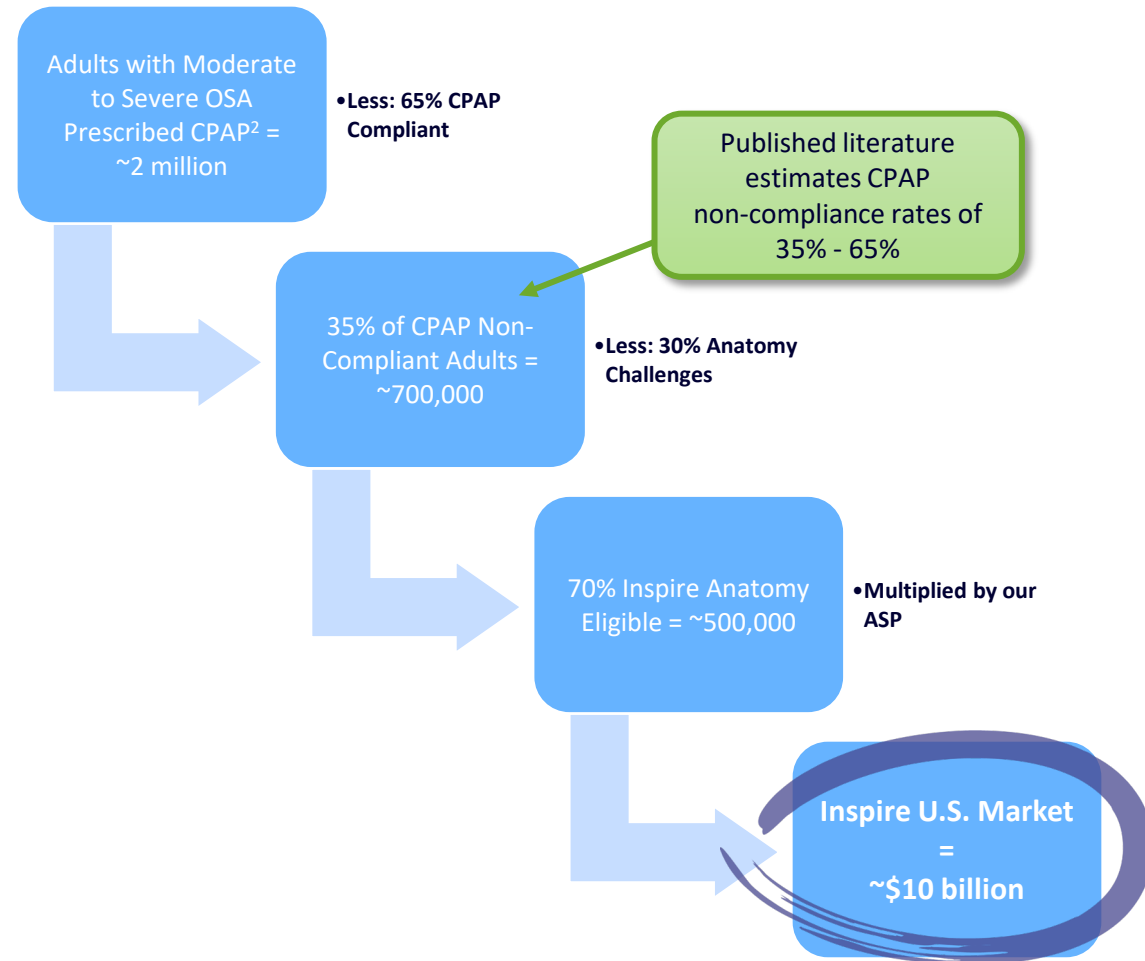 Adults with Moderate
to Severe OSA
Prescribed CPAP² =
~2 million
•Less: 65% CPAP
Compliant
Published literature
estimates CPAP
non-compliance rates of
35% - 65%
35% of CPAP Non-
Compliant Adults =
~700,000
•Less: 30% Anatomy
Challenges
70% Inspire Anatomy
Eligible = ~500,000
•Multiplied by our
ASP
Inspire U.S. Market
=
~$10 billion